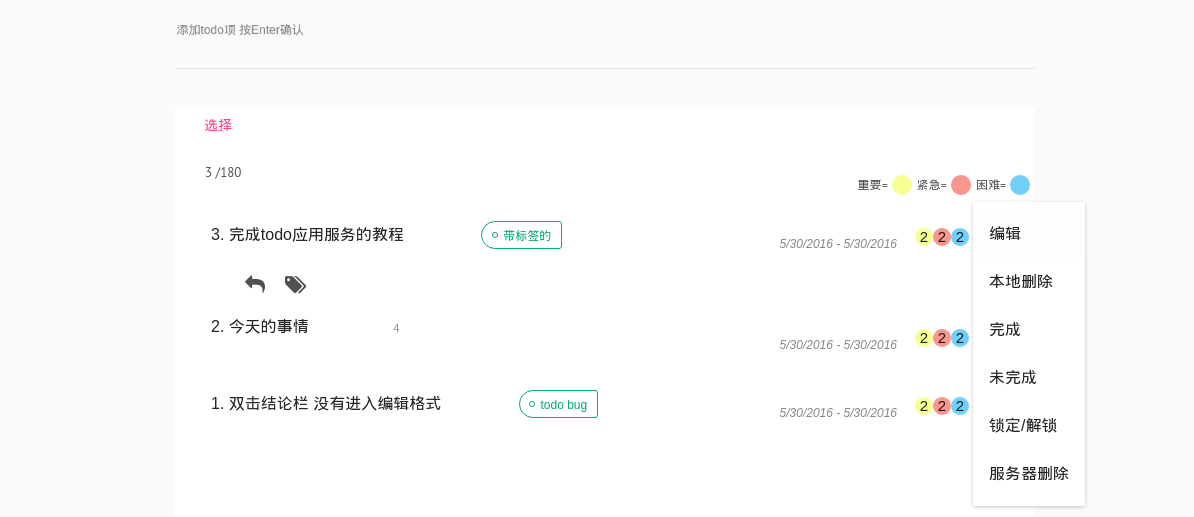 添加todo项 按Enter确认
选择
3 /180
重要= 紧急= 困难=
3. 完成todo应用服务的教程 带标签的 5/30/2016 - 5/30/2016 2 2 2
2. 今天的事情 4 5/30/2016 - 5/30/2016 2 2 2
1. 双击结论栏 没有进入编辑格式 todo bug 5/30/2016 - 5/30/2016 2 2 2
编辑
本地删除
完成
未完成
锁定/解锁
服务器删除